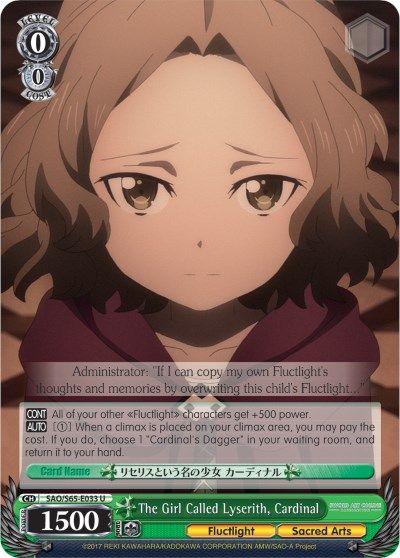 LEVEL
0
0
COST
Administrator: "If I can copy my own Fluctlight's
thoughts and memories by overwriting this child's Fluctlight..."
CONT All of your other «Fluctlight» characters get +500 power.
AUTO [①] When a climax is placed on your climax area, you may pay the
cost. If you do, choose 1 "Cardinal's Dagger" in your waiting room, and
return it to your hand.
Card Name リセリスという名の少女 カーディナル
SAO/S65-E033 U
The Girl Called Lyserith, Cardinal
POWER
1500
Fluctlight
Sacred Arts
©2017 REKI KAWAHARA/KADOKAWA CORPORATION AMW/SAO-A Project